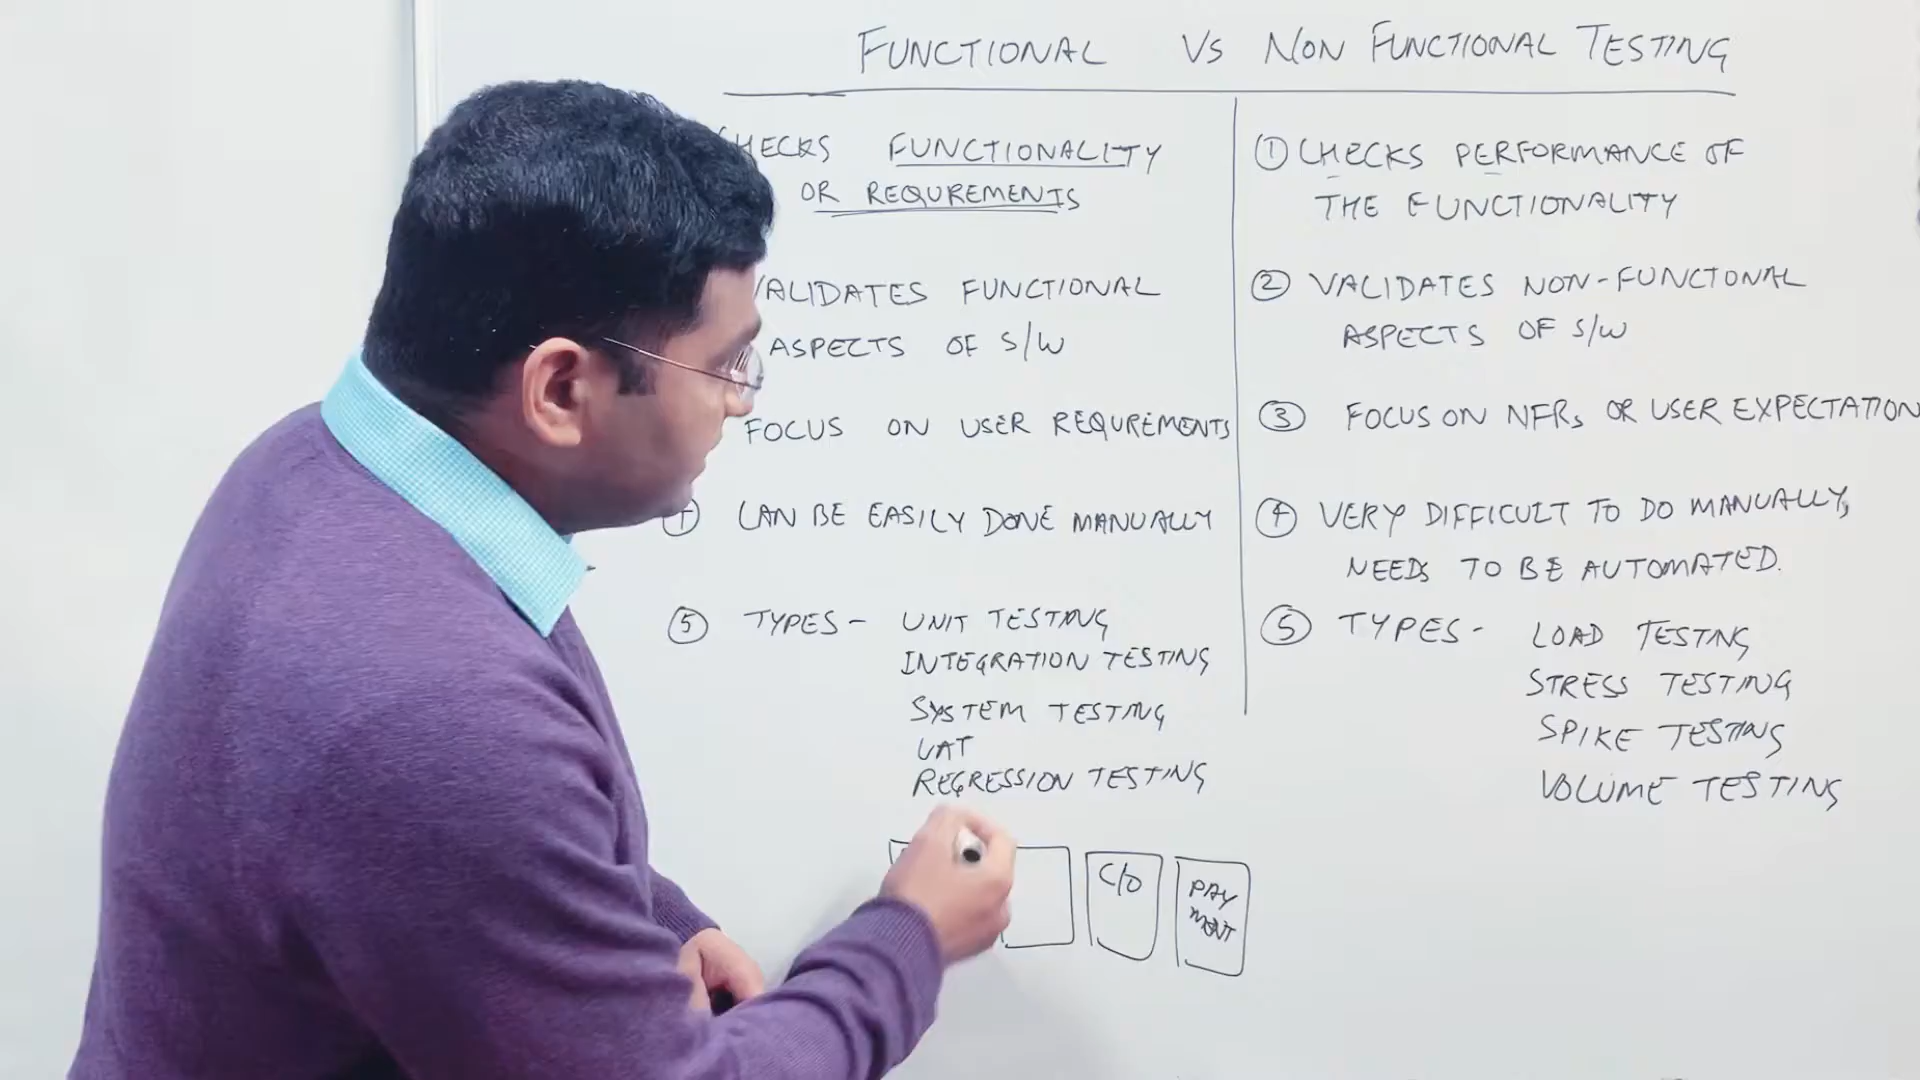 FUNCTIONAL VS NON FUNCTIONAL TESTING
HECKS FUNCTIONALITY
OR REQUREMENTS
VALIDATES FUNCTIONAL
ASPECTS OF S/W
FOCUS ON USER REQUREMENTS
CAN BE EASILY DONE MANUALLY
5 TYPES - UNIT TESTING
INTEGRATION TESTING
SYSTEM TESTING
UAT
REGRESSION TESTING
C/O
PAY
MENT
1 CHECKS PERFORMANCE OF
THE FUNCTIONALITY
2 VALIDATES NON-FUNCTONAL
ASPECTS OF S/W
3 FOCUS ON NFRs OR USER EXPECTATION
4 VERY DIFFICULT TO DO MANUALLY,
NEEDS TO BE AUTOMATED.
5 TYPES - LOAD TESTING
STRESS TESTING
SPIKE TESTING
VOLUME TESTING